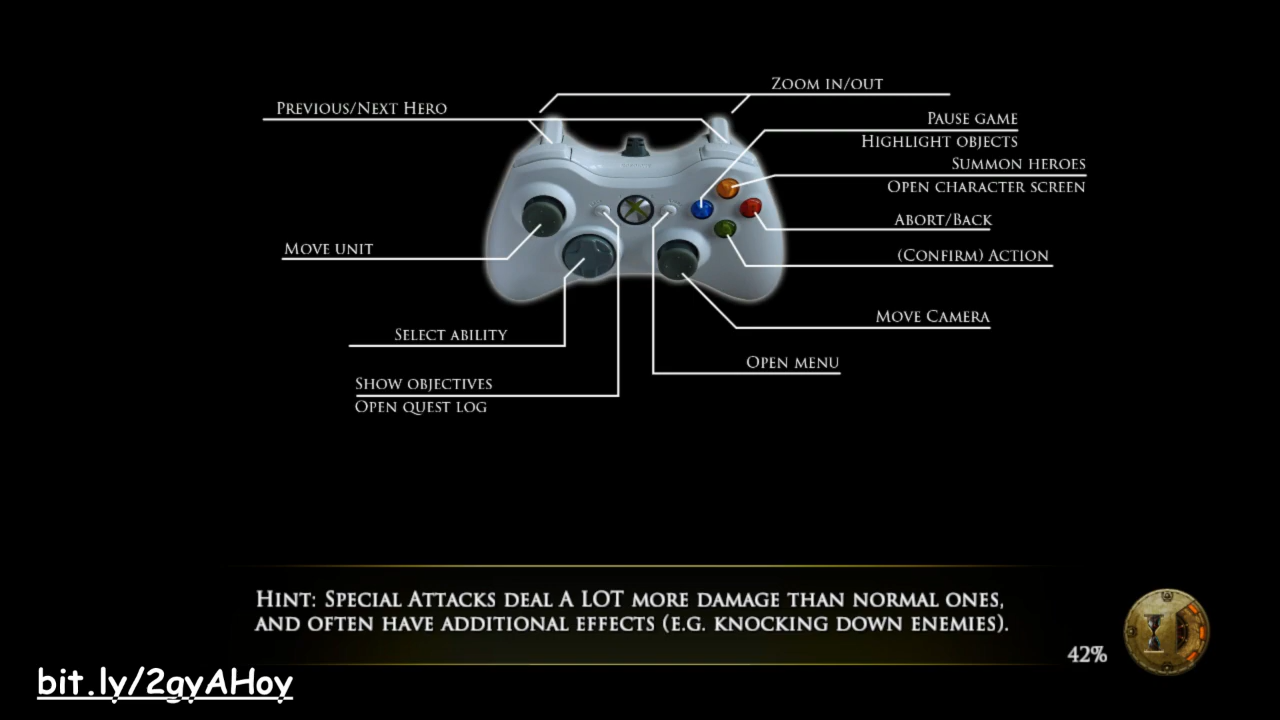 Zoom in/out
Previous/Next Hero
Pause game
Highlight objects
Summon heroes
Open character screen
Abort/Back
Move unit
(Confirm) Action
Move Camera
Select ability
Open menu
Show objectives
Open quest log
Hint: Special Attacks deal A LOT more damage than normal ones,
and often have additional effects (e.g. knocking down enemies).
42%
bit.ly/2gyAHoy